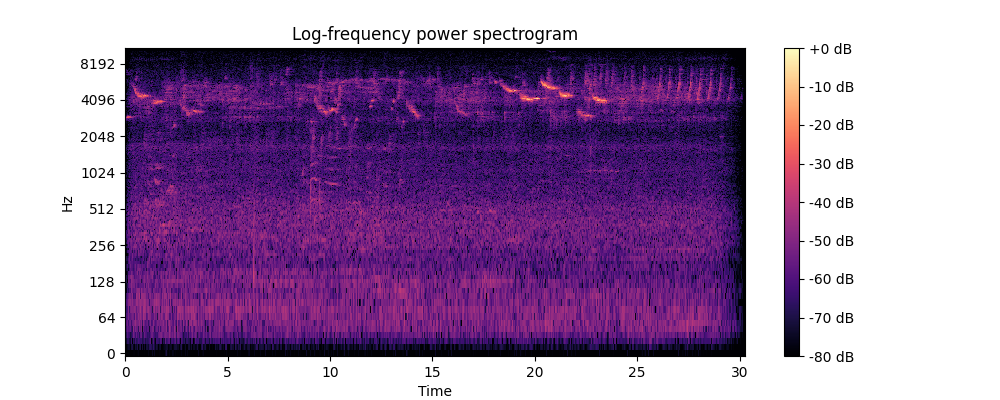 Log-frequency power spectrogram
Hz
8192
4096
2048
1024
512
256
128
64
0
0 5 10 15 20 25 30
Time
+0 dB
-10 dB
-20 dB
-30 dB
-40 dB
-50 dB
-60 dB
-70 dB
-80 dB